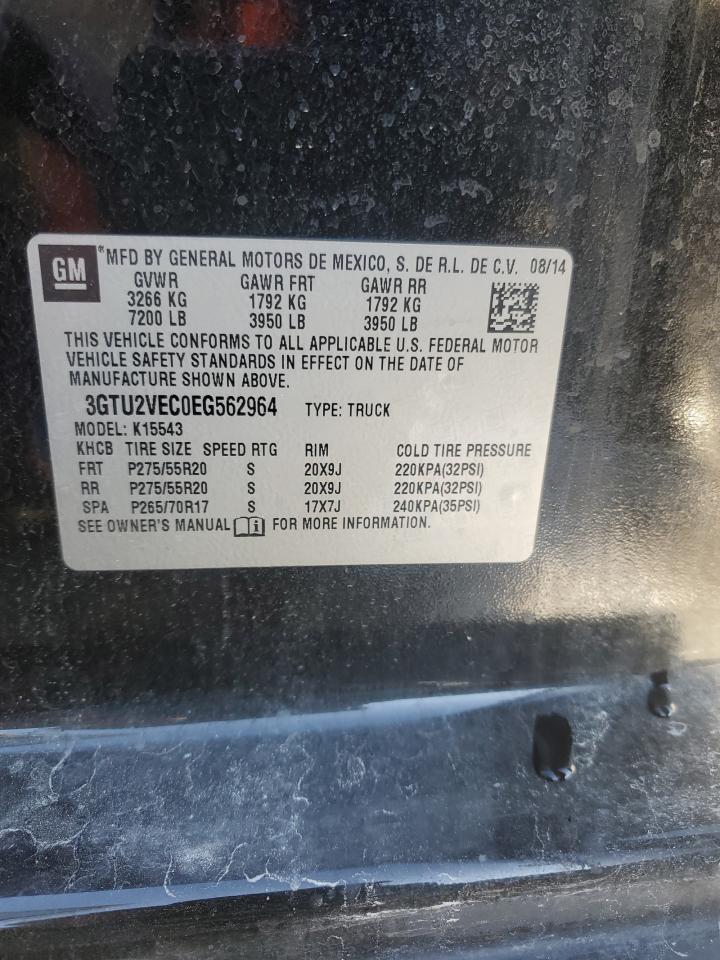 GM ®MFD BY GENERAL MOTORS DE MEXICO, S. DE R.L. DE C.V. 08/14
GVWR GAWR FRT GAWR RR
3266 KG 1792 KG 1792 KG
7200 LB 3950 LB 3950 LB
THIS VEHICLE CONFORMS TO ALL APPLICABLE U.S. FEDERAL MOTOR
VEHICLE SAFETY STANDARDS IN EFFECT ON THE DATE OF
MANUFACTURE SHOWN ABOVE.
3GTU2VEC0EG562964 TYPE: TRUCK
MODEL: K15543
KHCB TIRE SIZE SPEED RTG RIM COLD TIRE PRESSURE
FRT P275/55R20 S 20X9J 220KPA(32PSI)
RR P275/55R20 S 20X9J 220KPA(32PSI)
SPA P265/70R17 S 17X7J 240KPA(35PSI)
SEE OWNER'S MANUAL i FOR MORE INFORMATION.